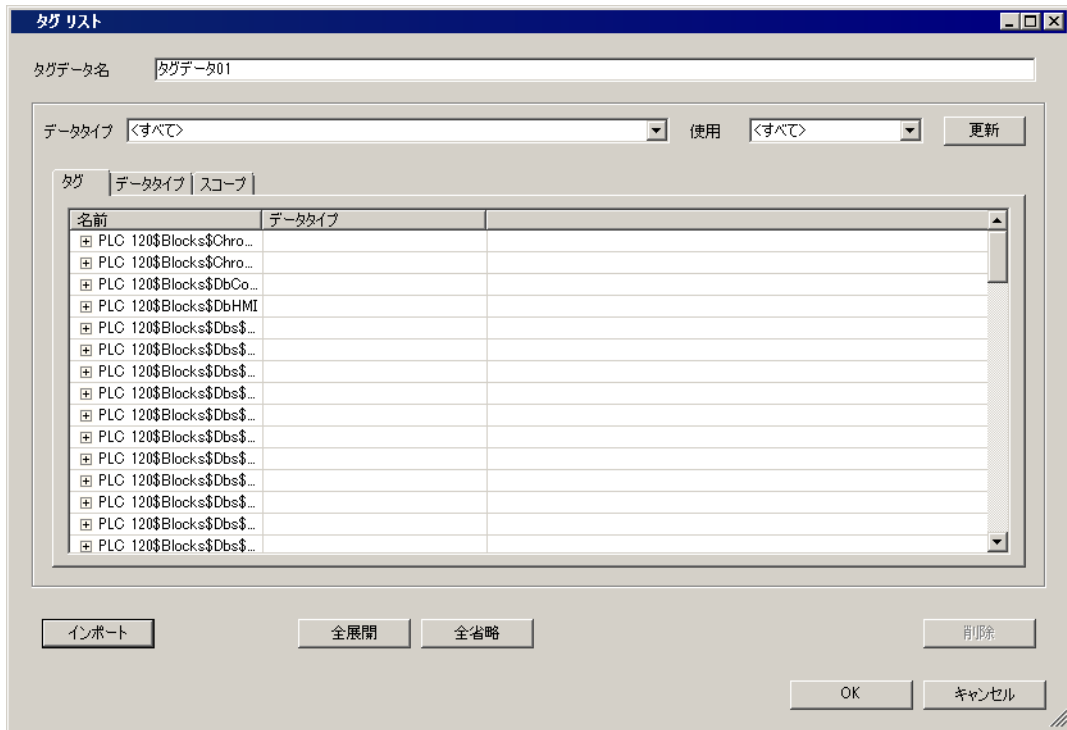 タグ リスト
タグデータ名 タグデータ01
データタイプ <すべて> 使用 <すべて> 更新
タグ データタイプ スコープ
名前 データタイプ
PLC 120$Blocks$Chro...
PLC 120$Blocks$Chro...
PLC 120$Blocks$DbCo...
PLC 120$Blocks$DbHMI
PLC 120$Blocks$Dbs$...
PLC 120$Blocks$Dbs$...
PLC 120$Blocks$Dbs$...
PLC 120$Blocks$Dbs$...
PLC 120$Blocks$Dbs$...
PLC 120$Blocks$Dbs$...
PLC 120$Blocks$Dbs$...
PLC 120$Blocks$Dbs$...
PLC 120$Blocks$Dbs$...
PLC 120$Blocks$Dbs$...
PLC 120$Blocks$Dbs$...
インポート 全展開 全省略 削除
OK キャンセル